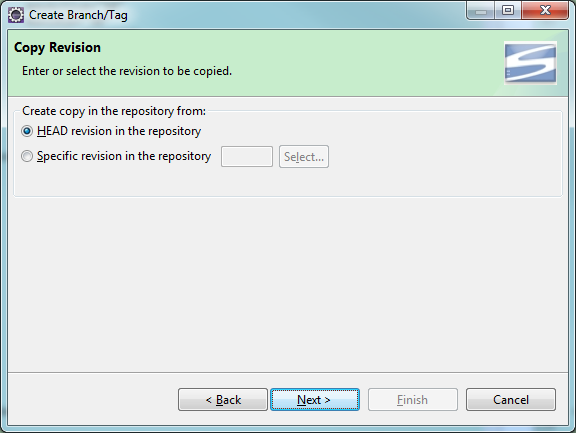 Create Branch/Tag
Copy Revision
Enter or select the revision to be copied.
Create copy in the repository from:
HEAD revision in the repository
Specific revision in the repository Select...
< Back Next > Finish Cancel